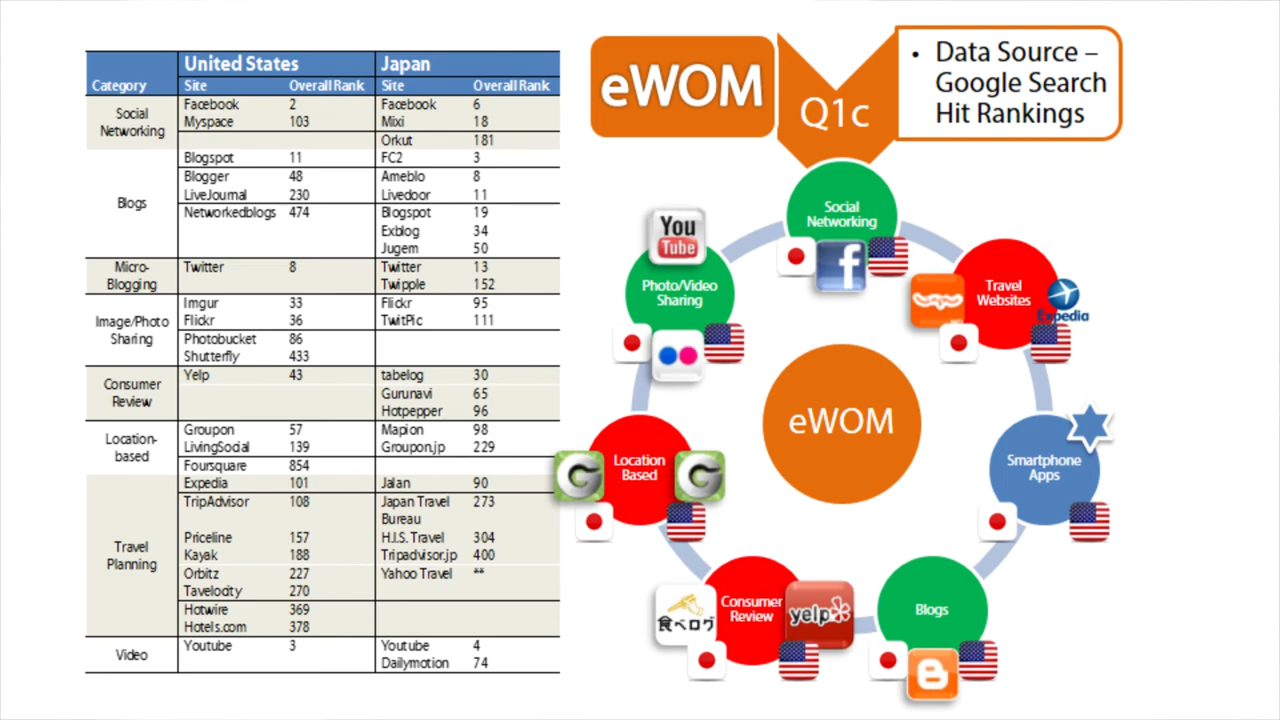 United States Japan
Category Site Overall Rank Site Overall Rank
Social Networking Facebook 2 Facebook 6
Myspace 103 Mixi 18
Orkut 181
Blogs Blogspot 11 FC2 3
Blogger 48 Ameblo 8
LiveJournal 230 Livedoor 11
Networkedblogs 474 Blogspot 19
Exblog 34
Jugem 50
Micro-Blogging Twitter 8 Twitter 13
Twipple 152
Image/Photo Sharing Imgur 33 Flickr 95
Flickr 36 TwitPic 111
Photobucket 86
Shutterfly 433
Consumer Review Yelp 43 tabelog 30
Gurunavi 65
Hotpepper 96
Location-based Groupon 57 Mapion 98
LivingSocial 139 Groupon.jp 229
Foursquare 854
Travel Planning Expedia 101 Jalan 90
TripAdvisor 108 Japan Travel Bureau 273
Priceline 157 H.I.S. Travel 304
Kayak 188 Tripadvisor.jp 400
Orbitz 227 Yahoo Travel **
Tavelocity 270
Hotwire 369
Hotels.com 378
Video Youtube 3 Youtube 4
Dailymotion 74
eWOM
Q1c
• Data Source –
Google Search
Hit Rankings
Social
Networking
f
You
Tube
Photo/Video
Sharing
Travel
Websites
Expedia
eWOM
Location
Based
G
G
Smartphone
Apps
Consumer
Review
食べログ
yelp
Blogs
B